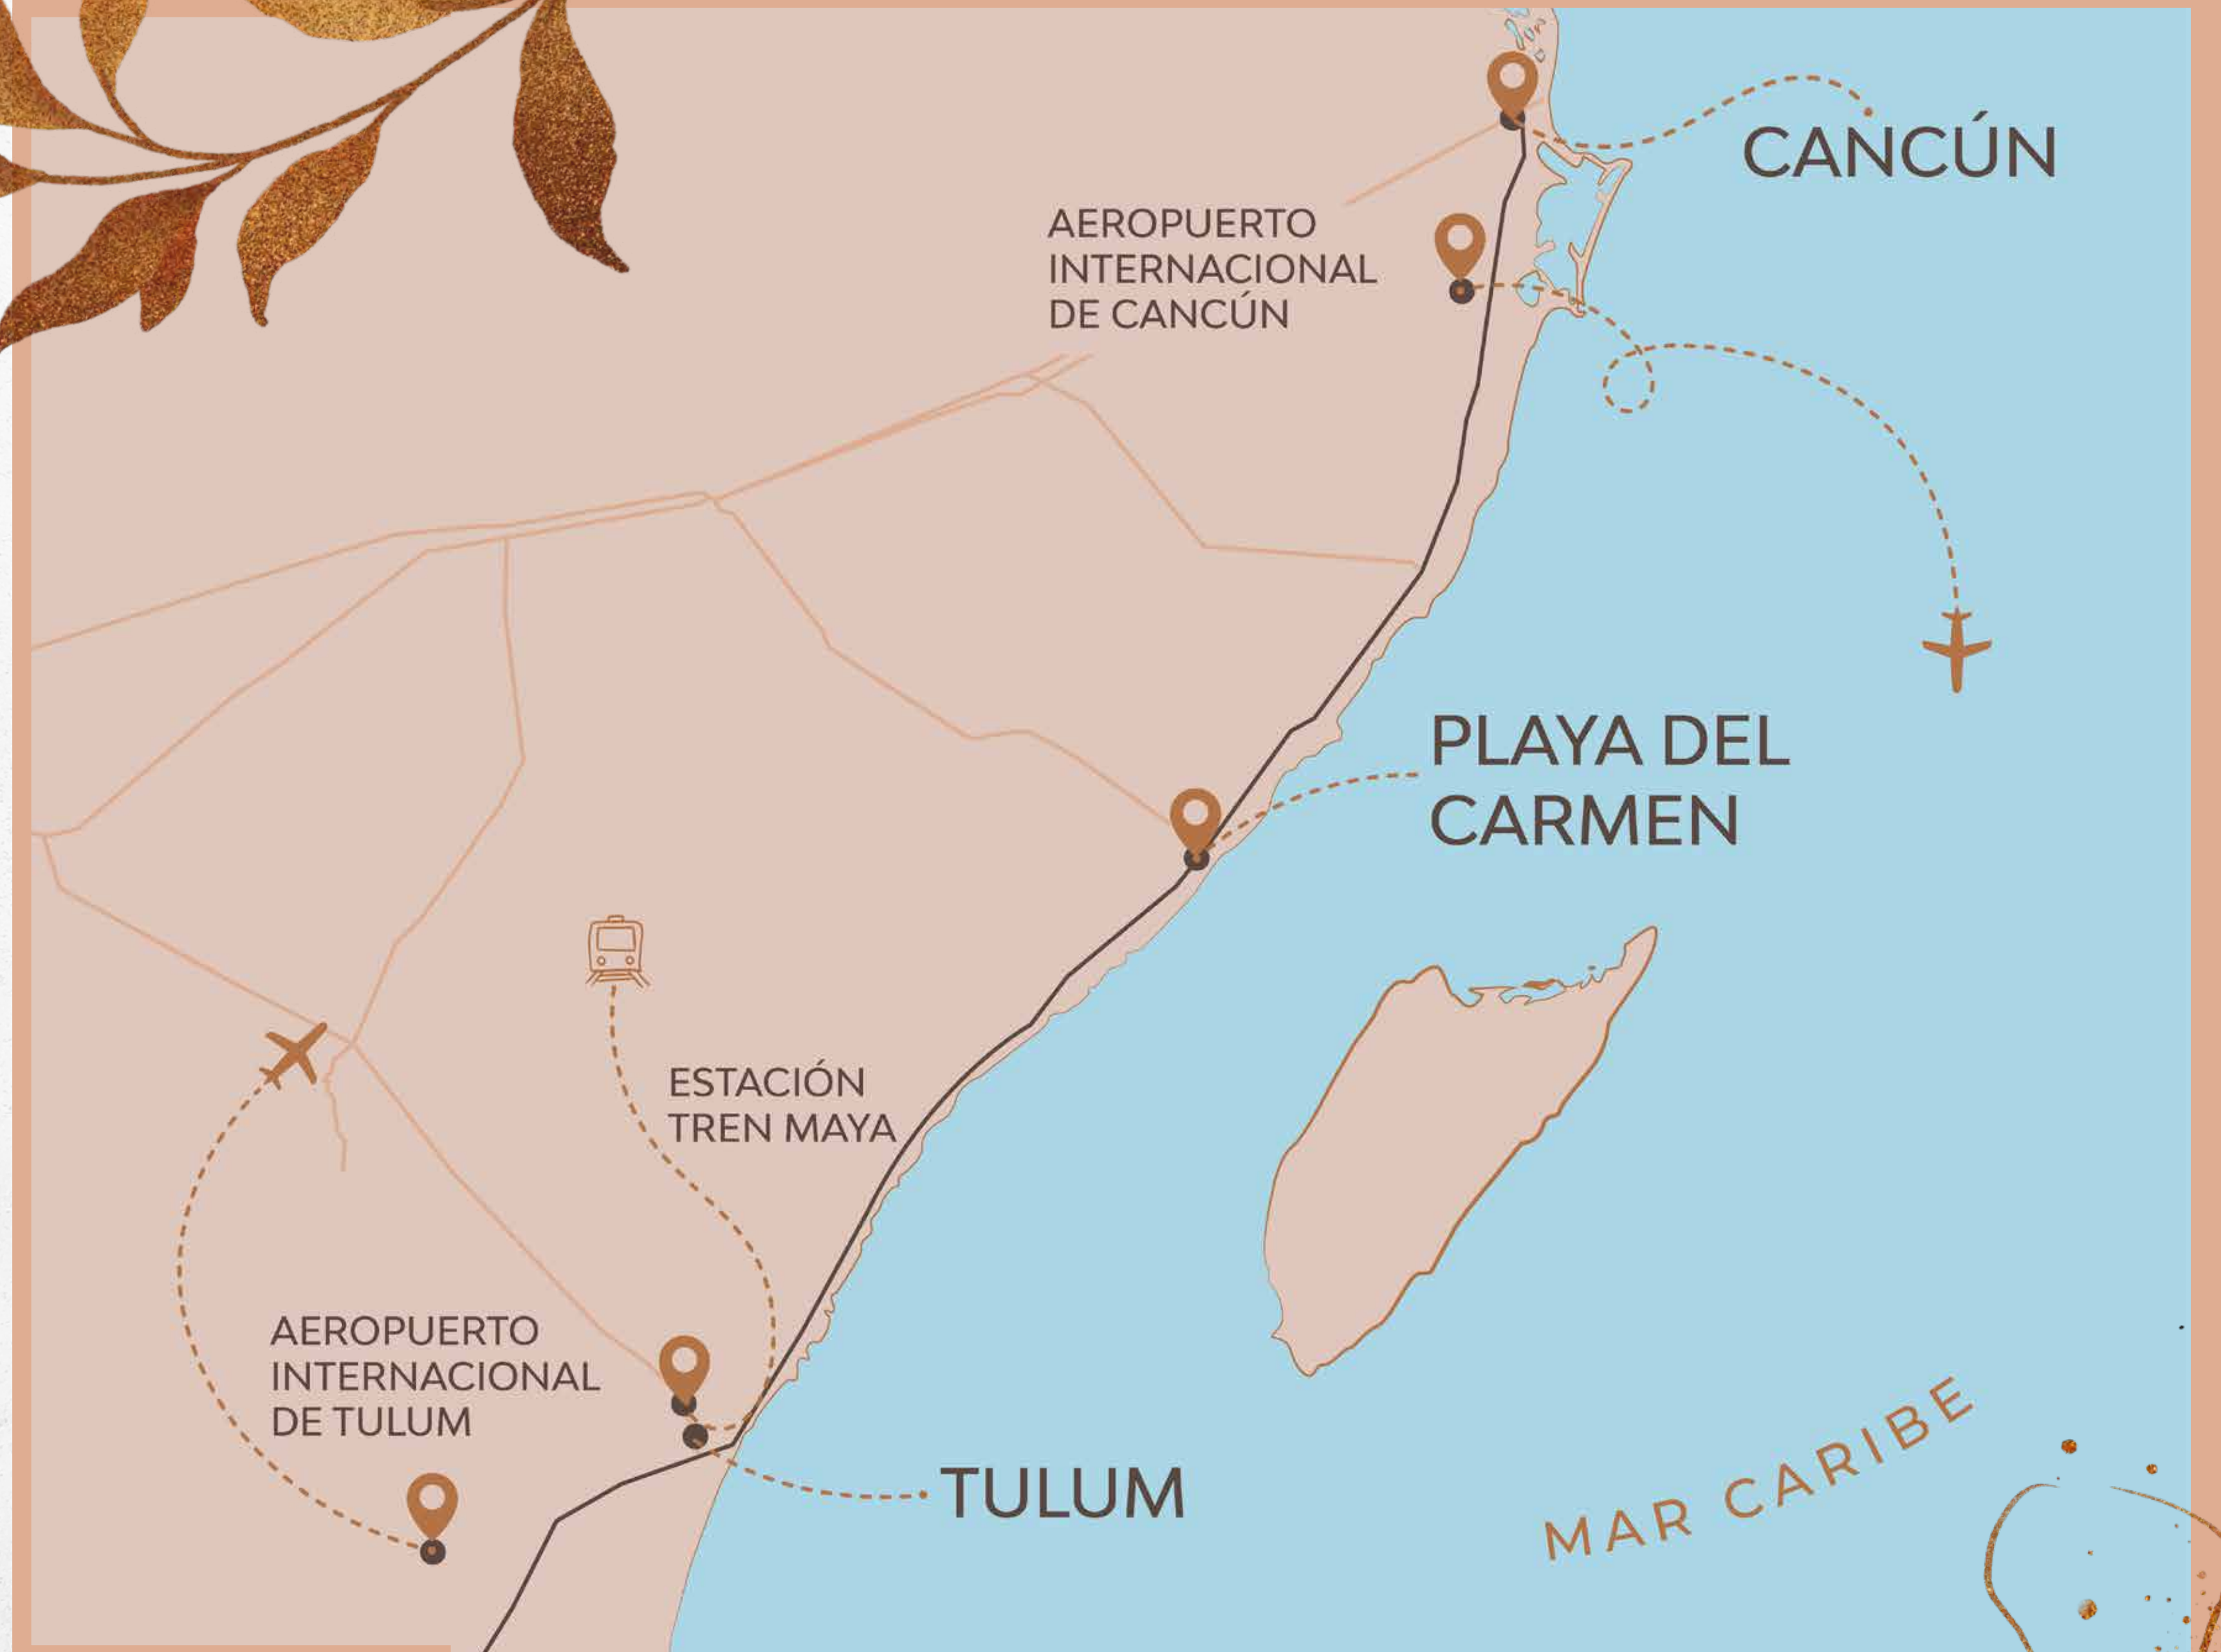 CANCÚN
AEROPUERTO
INTERNACIONAL
DE CANCÚN
PLAYA DEL
CARMEN
ESTACIÓN
TREN MAYA
AEROPUERTO
INTERNACIONAL
DE TULUM
TULUM
MAR CARIBE